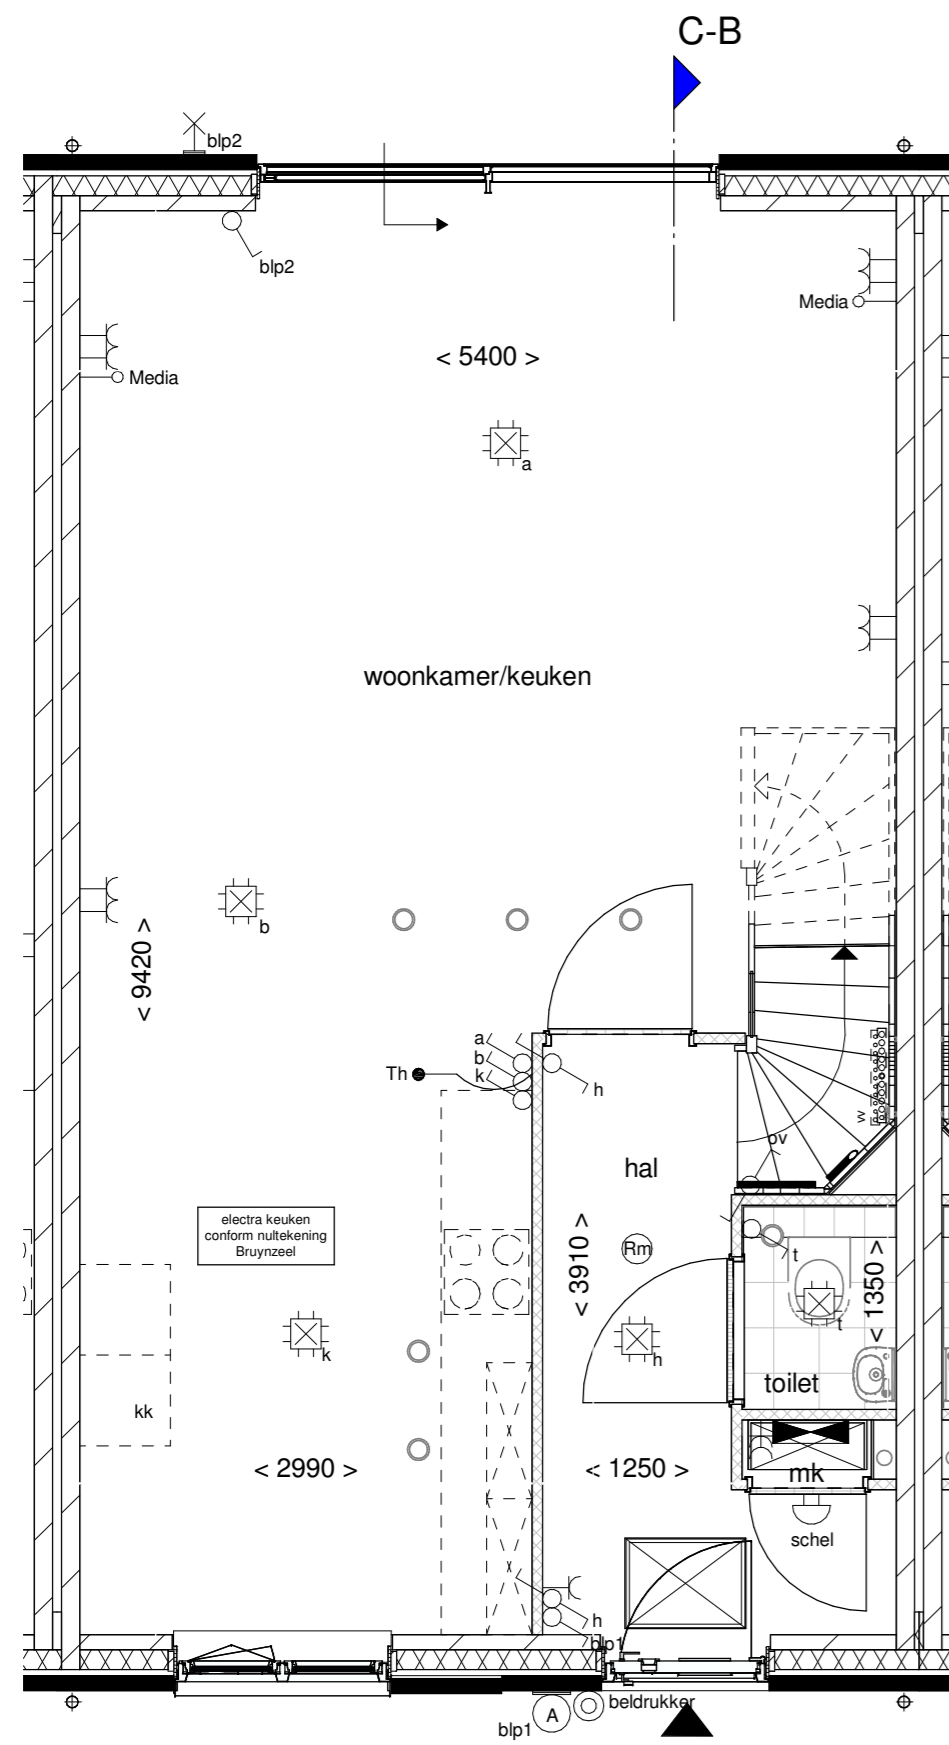 C-B
blp2
blp2
Media
< 5400 >
Media
a
woonkamer/keuken
b
< 9420 >
a
b
k
Th
h
w
pv
hal
electra keuken
conform nultekening
Bruynzeel
Rm
< 3910 >
t
< 1350 >
k
h
t
toilet
kk
< 2990 >
< 1250 >
mk
schel
h
blp1
beldrukker
blp1
A